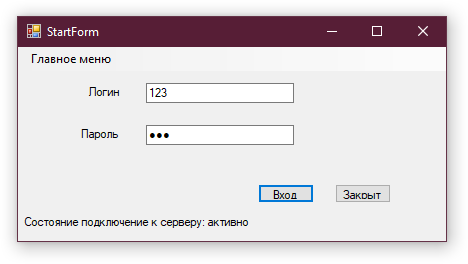 StartForm
Главное меню
Логин 123
Пароль ●●●
Вход Закрыт
Состояние подключение к серверу: активно